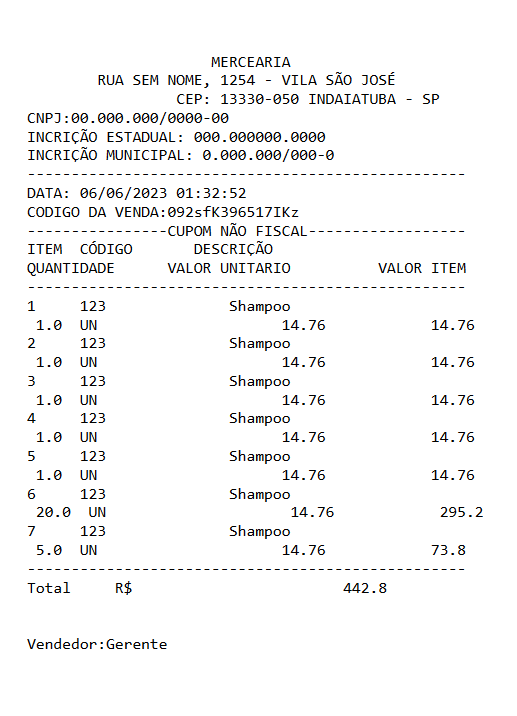 MERCEARIA
RUA SEM NOME, 1254 - VILA SÃO JOSÉ
CEP: 13330-050 INDAIATUBA - SP
CNPJ:00.000.000/0000-00
INCRIÇÃO ESTADUAL: 000.000000.0000
INCRIÇÃO MUNICIPAL: 0.000.000/000-0
--------------------------------------------------
DATA: 06/06/2023 01:32:52
CODIGO DA VENDA:092sfK396517IKz
----------------CUPOM NÃO FISCAL------------------
ITEM CÓDIGO DESCRIÇÃO
QUANTIDADE VALOR UNITARIO VALOR ITEM
--------------------------------------------------
1 123 Shampoo
1.0 UN 14.76 14.76
2 123 Shampoo
1.0 UN 14.76 14.76
3 123 Shampoo
1.0 UN 14.76 14.76
4 123 Shampoo
1.0 UN 14.76 14.76
5 123 Shampoo
1.0 UN 14.76 14.76
6 123 Shampoo
20.0 UN 14.76 295.2
7 123 Shampoo
5.0 UN 14.76 73.8
--------------------------------------------------
Total R$ 442.8
Vendedor:Gerente